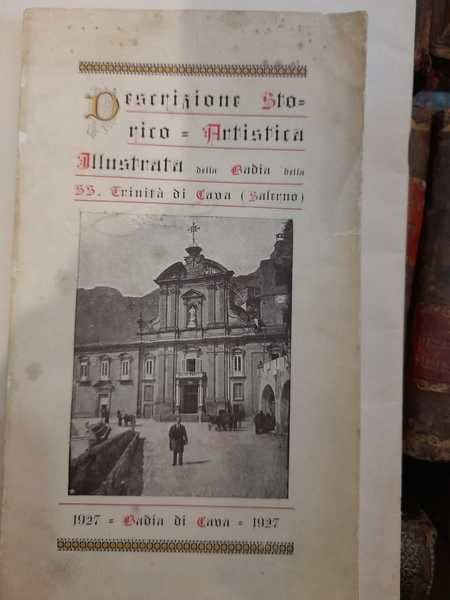 Descrizione Sto=
rico = Artistica
Illustrata della Badia della
SS. Trinità di Cava (Salerno)
1927 = Badia di Cava = 1927